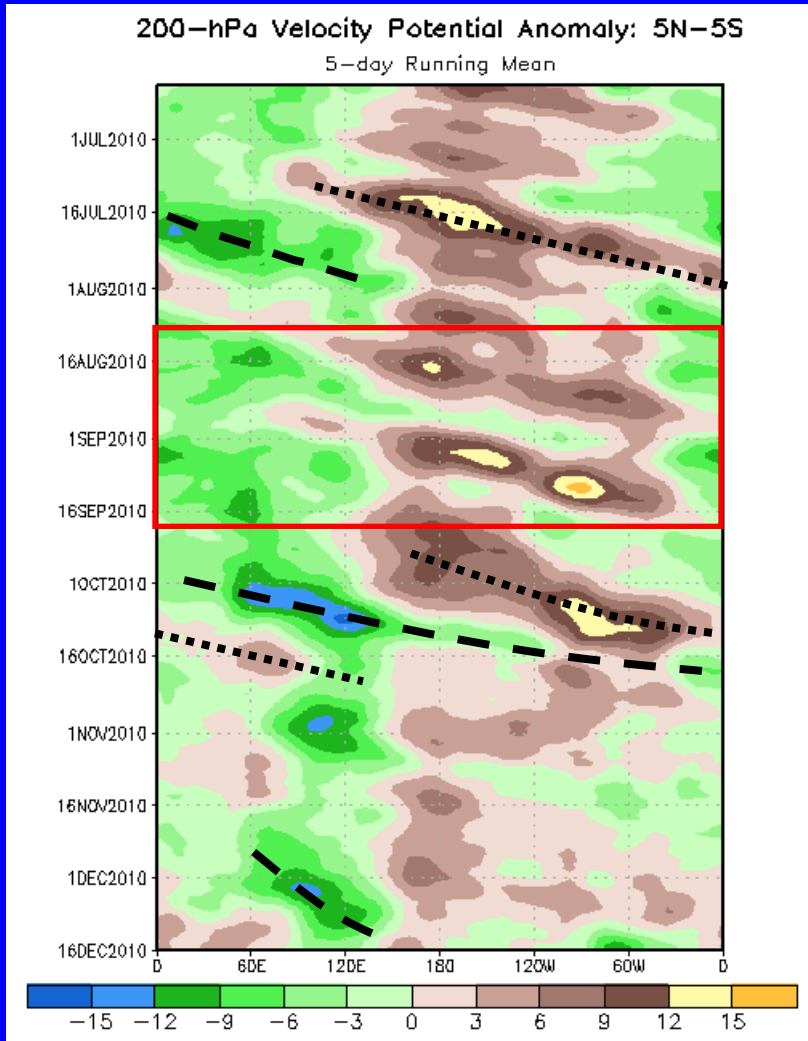 200-hPa Velocity Potential Anomaly: 5N-5S
5-day Running Mean
1JUL2010
16JUL2010
1AUG2010
16AUG2010
1SEP2010
16SEP2010
1OCT2010
16OCT2010
1NOV2010
16NOV2010
1DEC2010
16DEC2010
0 60E 120E 180 120W 60W 0
-15 -12 -9 -6 -3 0 3 6 9 12 15